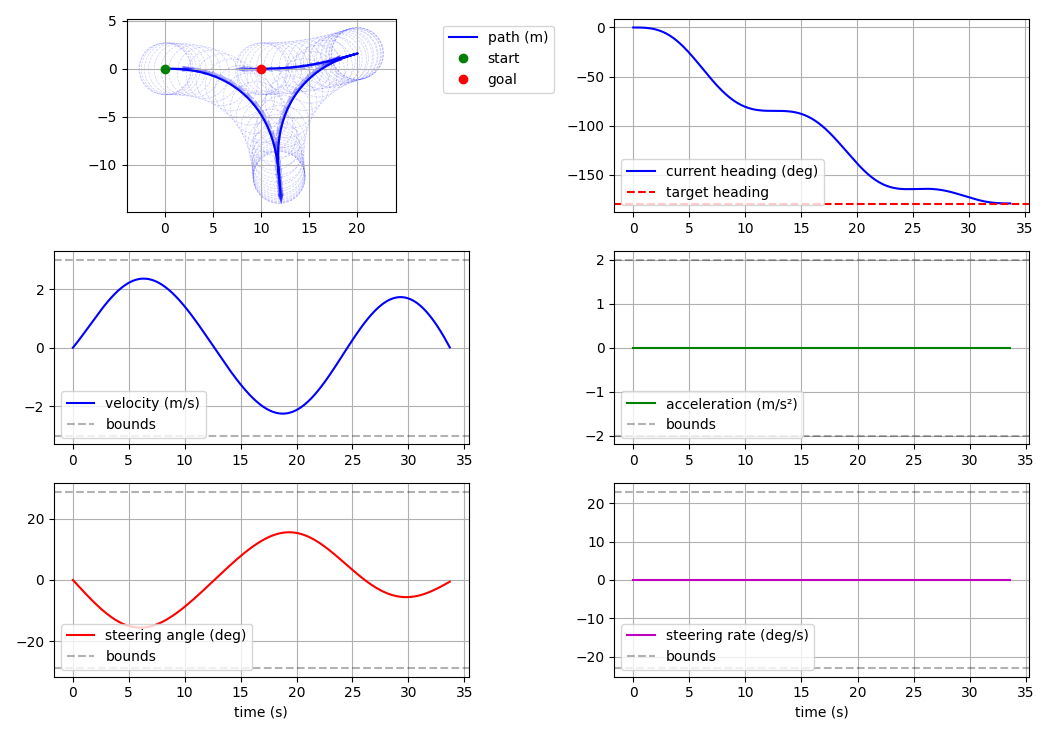 5
0
−5
−10
0 5 10 15 20
path (m)
start
goal
0
−50
−100
−150
current heading (deg)
target heading
0 5 10 15 20 25 30 35
2
0
−2
velocity (m/s)
bounds
0 5 10 15 20 25 30 35
2
1
0
−1
−2
acceleration (m/s²)
bounds
0 5 10 15 20 25 30 35
20
0
−20
steering angle (deg)
bounds
0 5 10 15 20 25 30 35
time (s)
20
10
0
−10
−20
steering rate (deg/s)
bounds
0 5 10 15 20 25 30 35
time (s)